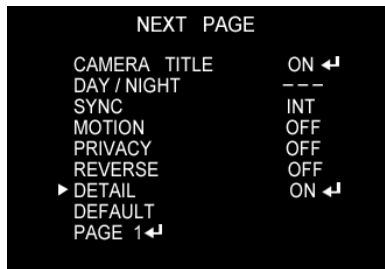 NEXT PAGE
CAMERA TITLE ON ↵
DAY / NIGHT ---
SYNC INT
MOTION OFF
PRIVACY OFF
REVERSE OFF
► DETAIL ON ↵
DEFAULT
PAGE 1↵